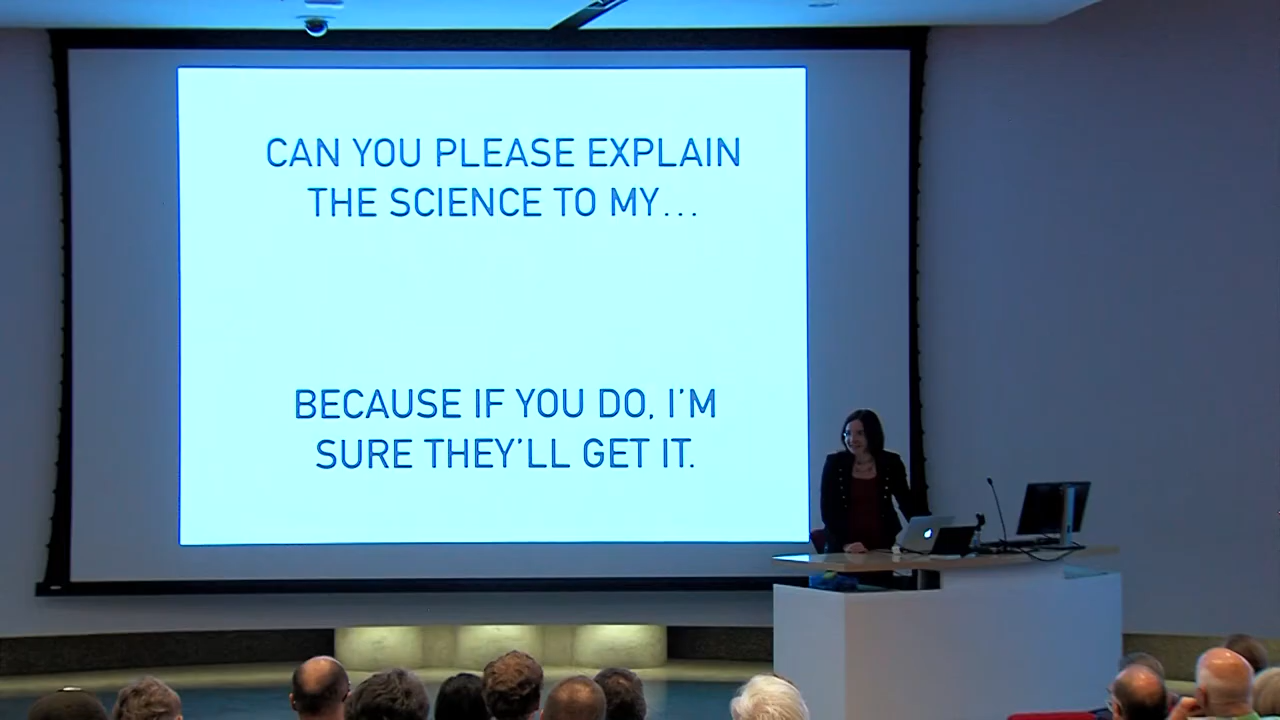 CAN YOU PLEASE EXPLAIN
THE SCIENCE TO MY...
BECAUSE IF YOU DO, I'M
SURE THEY'LL GET IT.